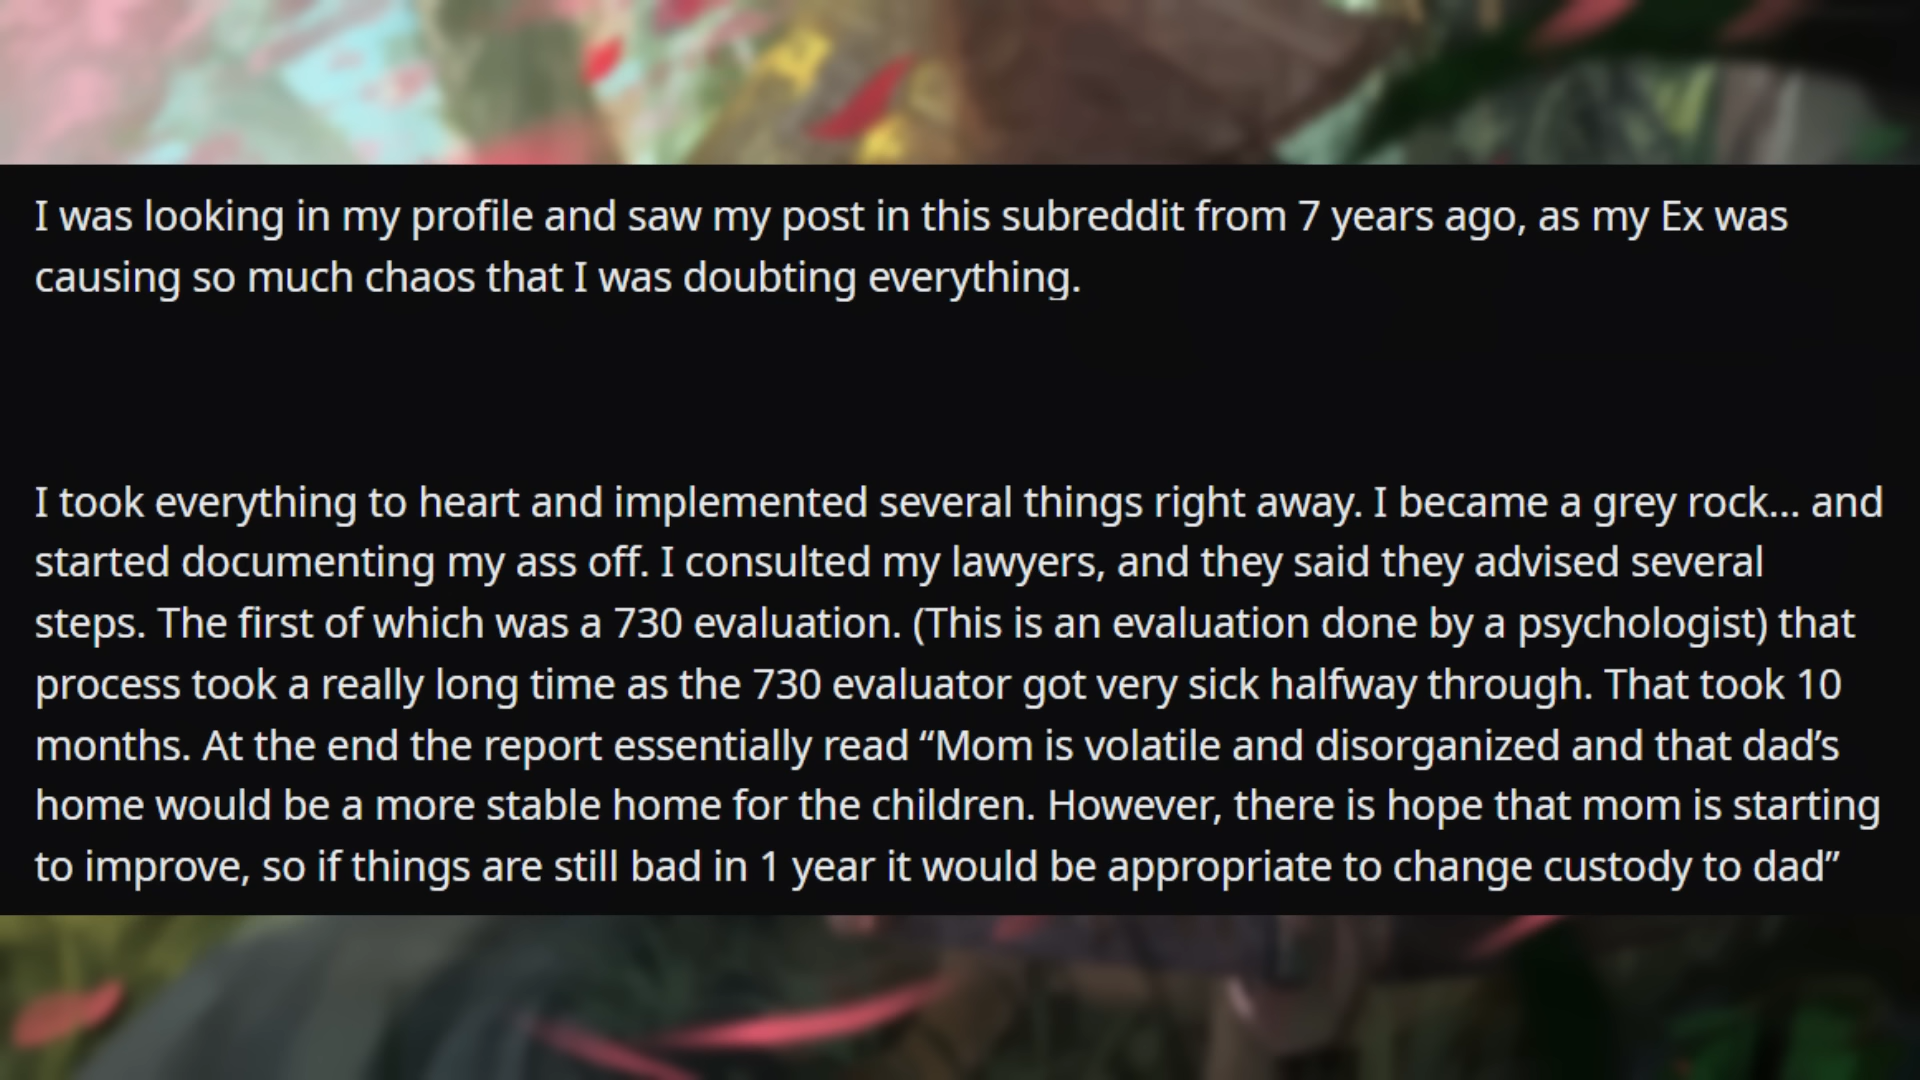 I was looking in my profile and saw my post in this subreddit from 7 years ago, as my Ex was
causing so much chaos that I was doubting everything.
I took everything to heart and implemented several things right away. I became a grey rock... and
started documenting my ass off. I consulted my lawyers, and they said they advised several
steps. The first of which was a 730 evaluation. (This is an evaluation done by a psychologist) that
process took a really long time as the 730 evaluator got very sick halfway through. That took 10
months. At the end the report essentially read “Mom is volatile and disorganized and that dad’s
home would be a more stable home for the children. However, there is hope that mom is starting
to improve, so if things are still bad in 1 year it would be appropriate to change custody to dad”